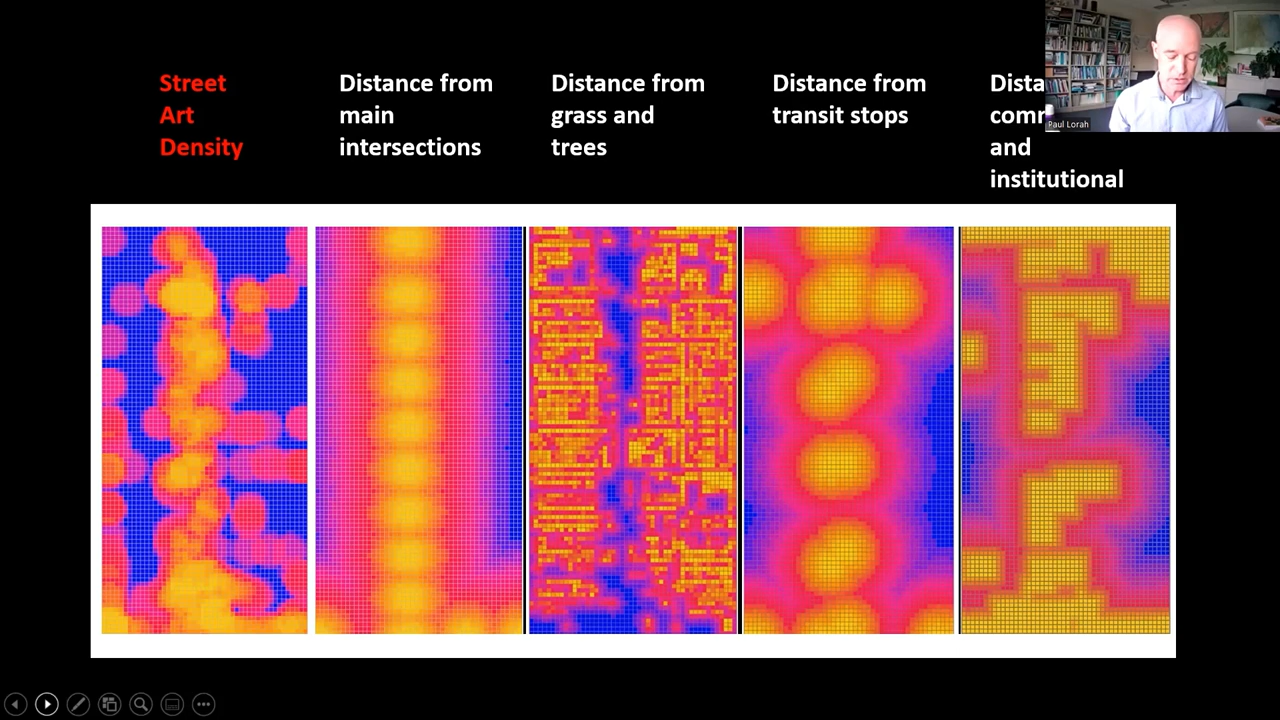 Street
Art
Density
Distance from
main
intersections
Distance from
grass and
trees
Distance from
transit stops
and
institutional
Paul Lorah